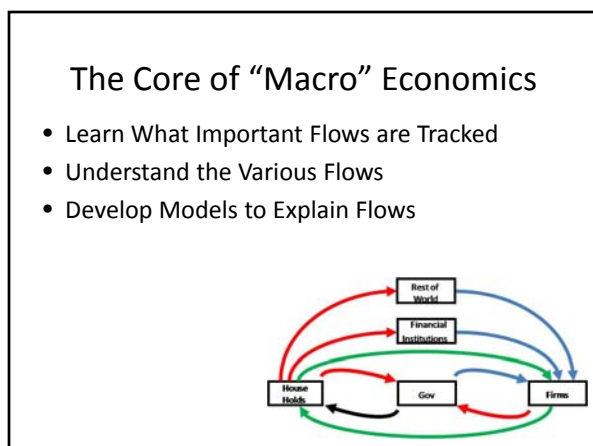 The Core of “Macro” Economics
• Learn What Important Flows are Tracked
• Understand the Various Flows
• Develop Models to Explain Flows
Rest of
World
Financial
Institutions
House
Holds
Gov
Firms